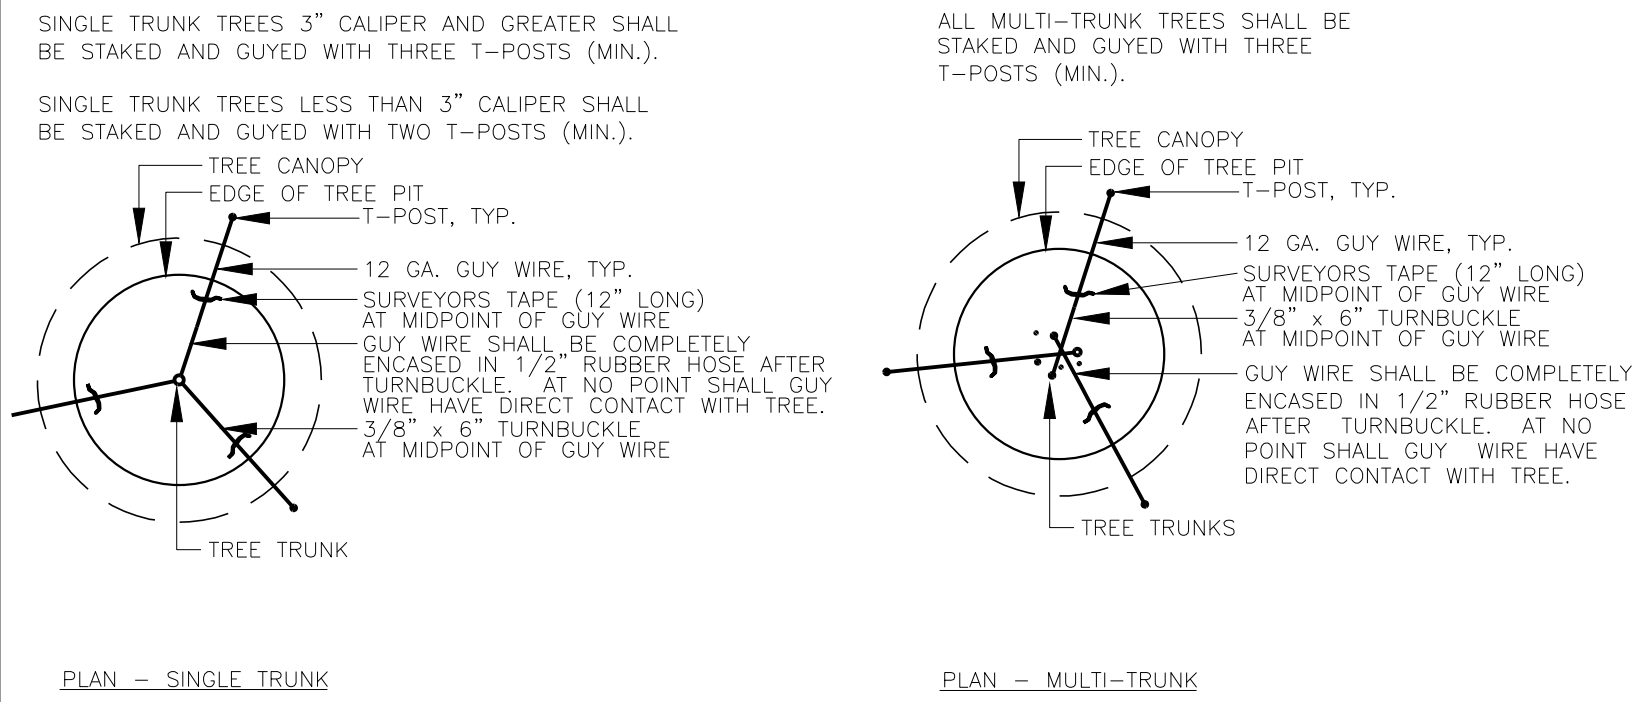 SINGLE TRUNK TREES 3" CALIPER AND GREATER SHALL
BE STAKED AND GUYED WITH THREE T-POSTS (MIN.).
SINGLE TRUNK TREES LESS THAN 3" CALIPER SHALL
BE STAKED AND GUYED WITH TWO T-POSTS (MIN.).
TREE CANOPY
EDGE OF TREE PIT
T-POST, TYP.
12 GA. GUY WIRE, TYP.
SURVEYORS TAPE (12" LONG)
AT MIDPOINT OF GUY WIRE
GUY WIRE SHALL BE COMPLETELY
ENCASED IN 1/2" RUBBER HOSE AFTER
TURNBUCKLE. AT NO POINT SHALL GUY
WIRE HAVE DIRECT CONTACT WITH TREE.
3/8" x 6" TURNBUCKLE
AT MIDPOINT OF GUY WIRE
TREE TRUNK
PLAN - SINGLE TRUNK
ALL MULTI-TRUNK TREES SHALL BE
STAKED AND GUYED WITH THREE
T-POSTS (MIN.).
TREE CANOPY
EDGE OF TREE PIT
T-POST, TYP.
12 GA. GUY WIRE, TYP.
SURVEYORS TAPE (12" LONG)
AT MIDPOINT OF GUY WIRE
3/8" x 6" TURNBUCKLE
AT MIDPOINT OF GUY WIRE
GUY WIRE SHALL BE COMPLETELY
ENCASED IN 1/2" RUBBER HOSE
AFTER TURNBUCKLE. AT NO
POINT SHALL GUY WIRE HAVE
DIRECT CONTACT WITH TREE.
TREE TRUNKS
PLAN - MULTI-TRUNK